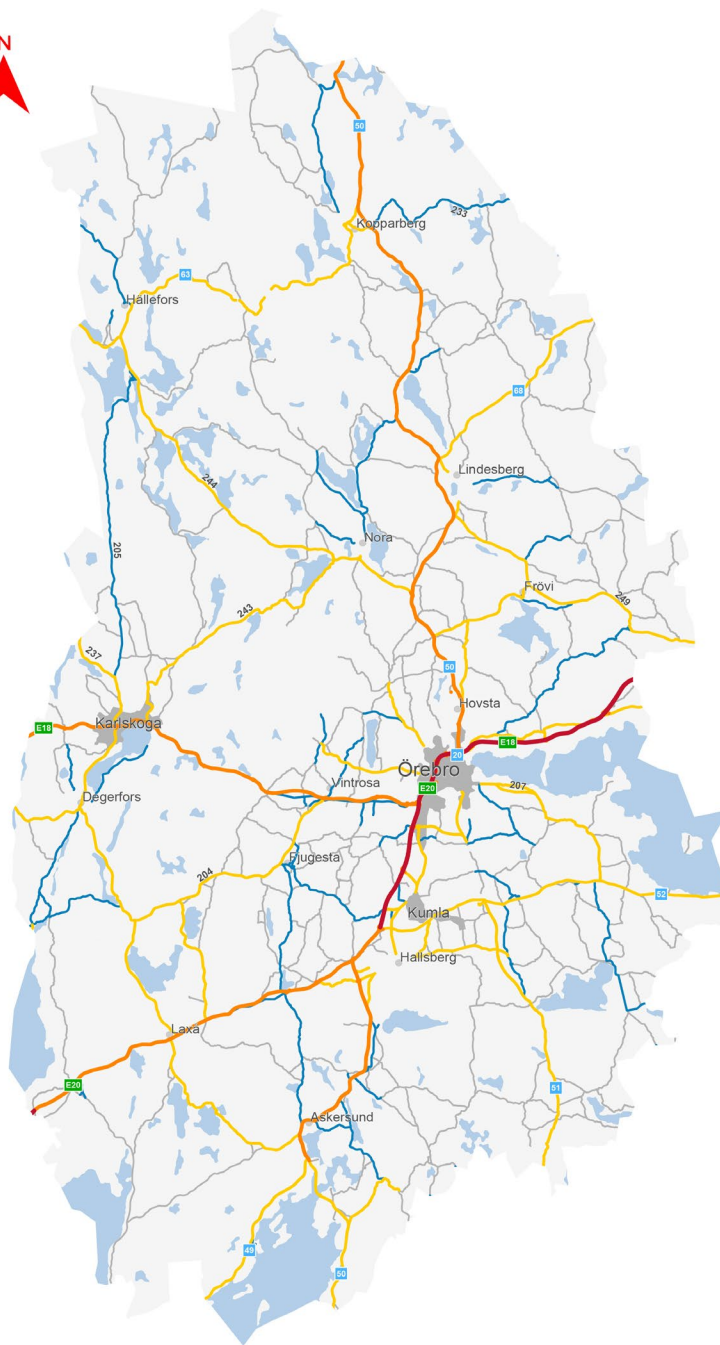 N
50
Kopparberg
233
63
Hällefors
68
Lindesberg
244
Nora
205
Frövi
249
243
237
50
Hovsta
Karlskoga
E18
E18
20
Örebro
Vintrosa
E20
207
Degerfors
Fjugesta
204
52
Kumla
Hallsberg
Laxå
E20
51
Askersund
49
50